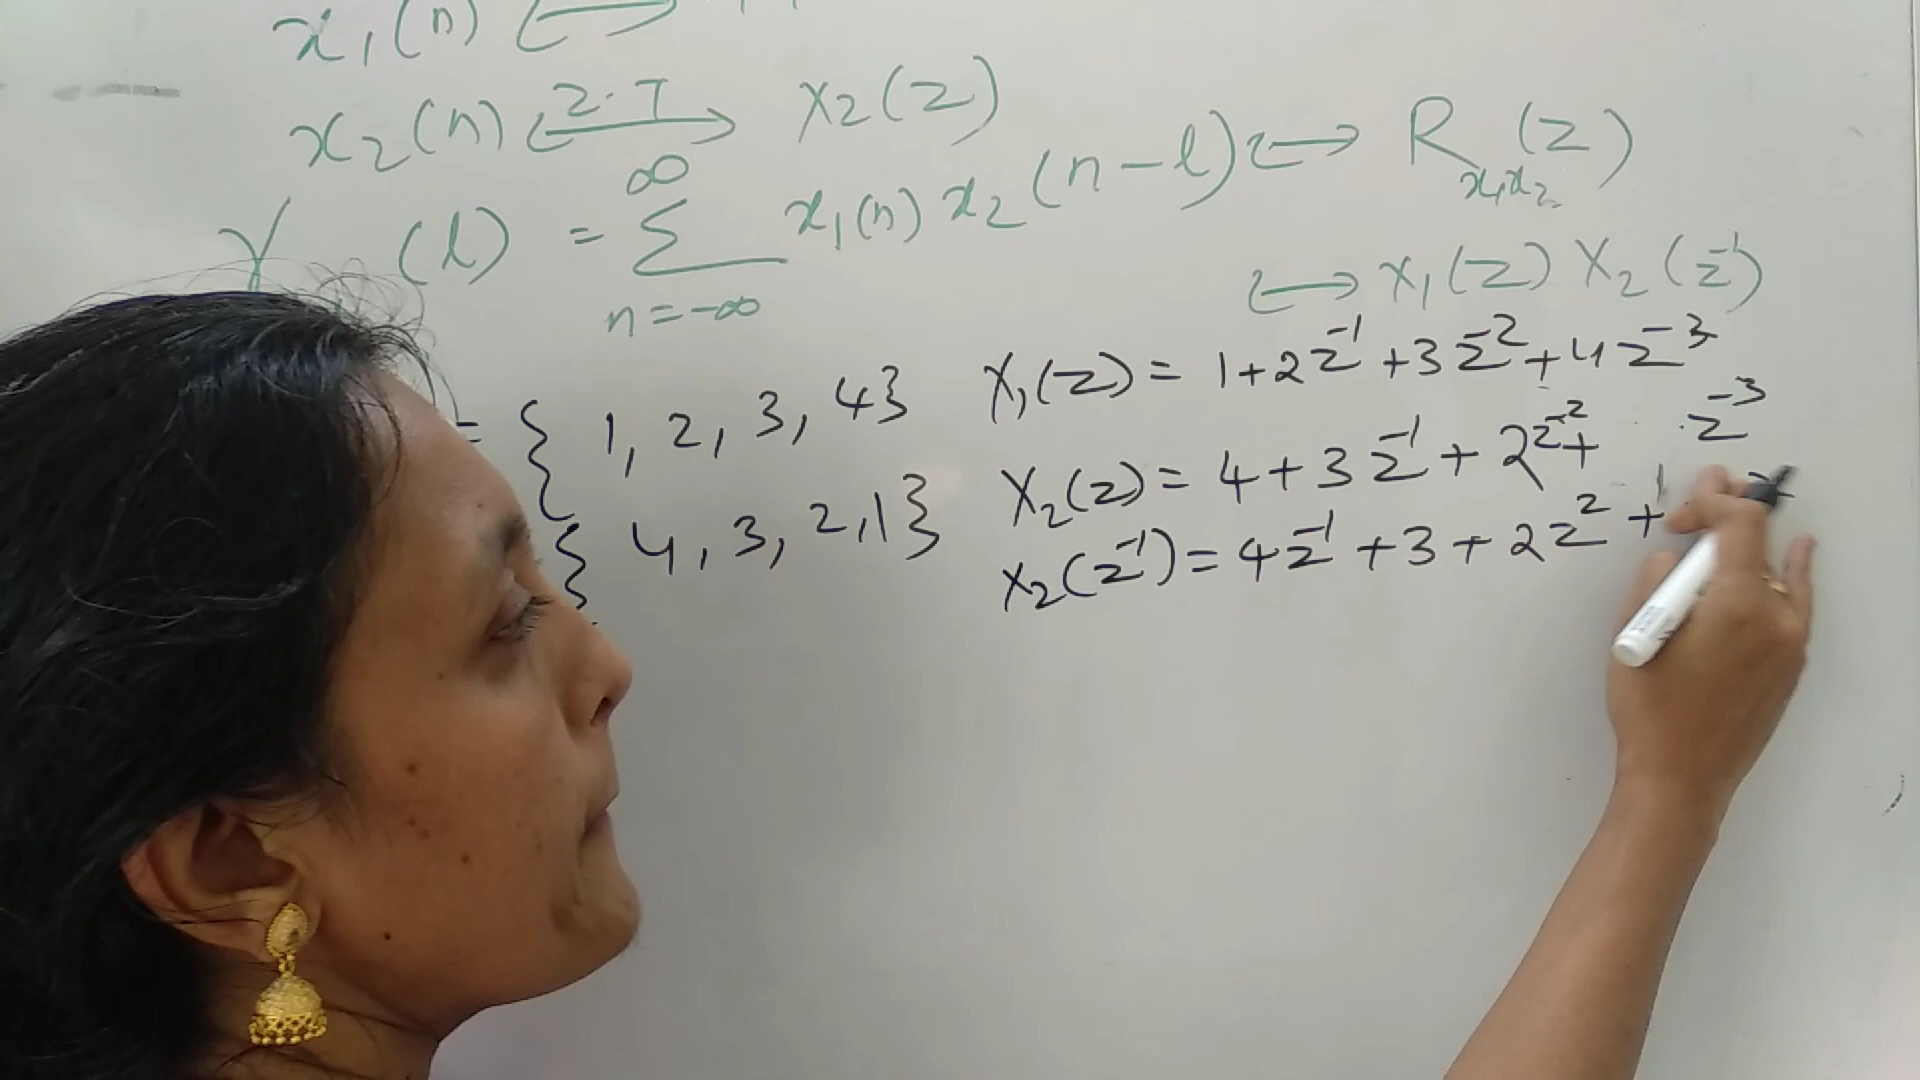 x₁(n) ⟷
x₂(n) ⟷ Z.T X₂(z)
γ (l) = ∑ n=-∞ ∞ x₁(n) x₂(n-l) ⟷ R x₁x₂ (z)
⟷ X₁(z) X₂(z⁻¹)
= { 1, 2, 3, 4} X₁(z) = 1+2z⁻¹+3z⁻²+4z⁻³
{ 4, 3, 2, 1} X₂(z) = 4+3z⁻¹+2z⁻²+ z⁻³
X₂(z⁻¹) = 4z⁻¹+3+2z²+